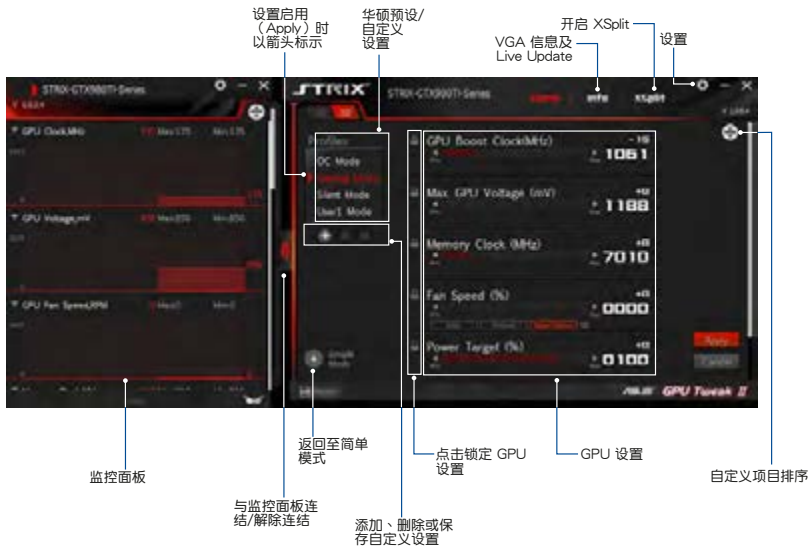 设置启用
（Apply）时
以箭头标示
华硕预设/
自定义
设置
开启 XSplit
VGA 信息及
Live Update
设置
STRIX-GTX980TI-Series
GPU Clock,MHz
GPU Voltage,mV
GPU Fan Speed,RPM
STRIX
STRIX-GTX980TI-Series
Info
XSplit
Profiles
OC Mode
Silent Mode
User1 Mode
Simple
Mode
GPU Boost Clock(MHz)
1061
Max GPU Voltage (mV)
1188
Memory Clock (MHz)
7010
Fan Speed (%)
0000
Power Target (%)
0100
Apply
Cancel
ASUS GPU Tweak II
监控面板
与监控面板连
结/解除连结
返回至简单
模式
添加、删除或保
存自定义设置
点击锁定 GPU
设置
GPU 设置
自定义项目排序